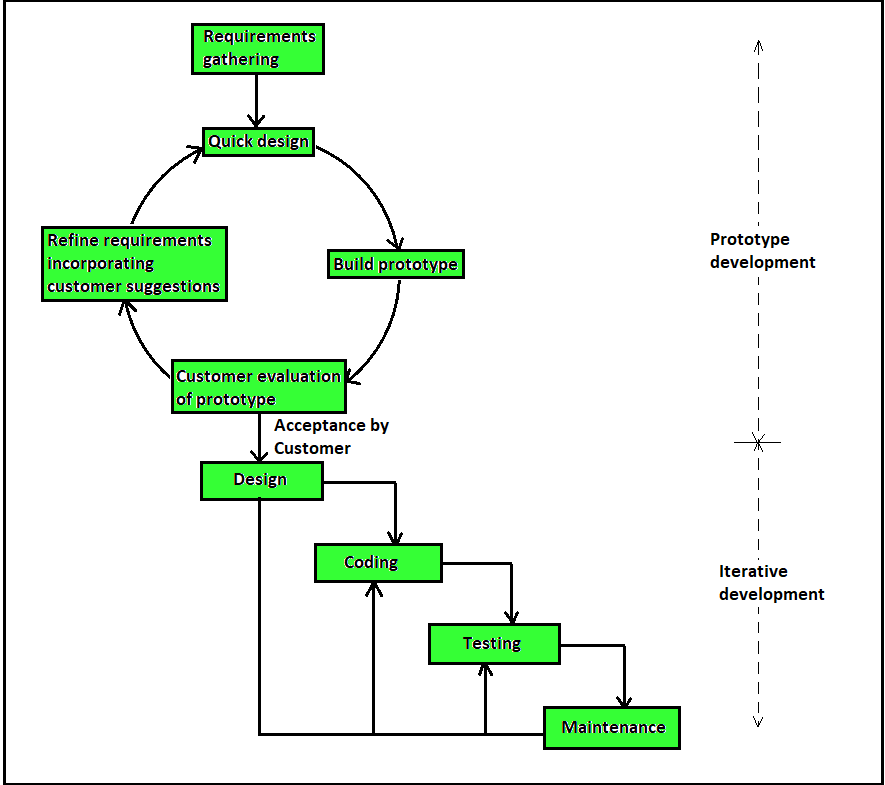 Requirements
gathering
Quick design
Refine requirements
incorporating
customer suggestions
Build prototype
Prototype
development
Customer evaluation
of prototype
Acceptance by
Customer
Design
Coding
Iterative
development
Testing
Maintenance